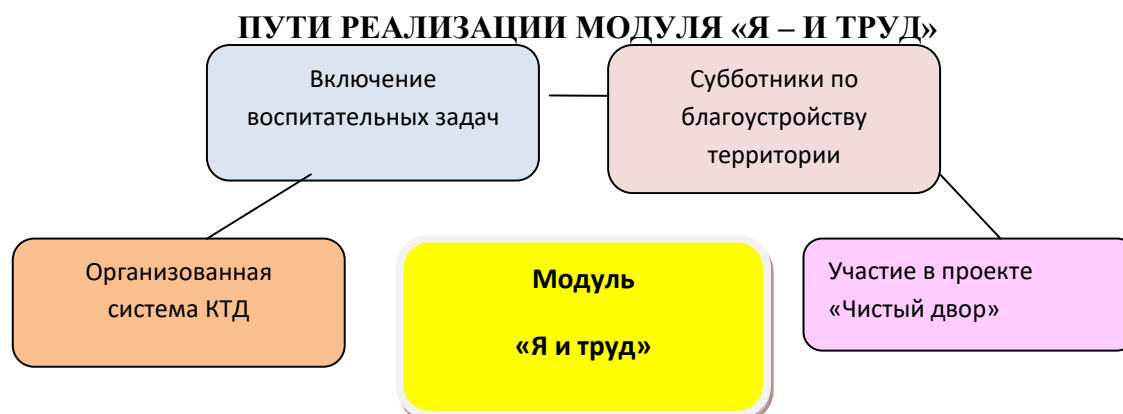 ПУТИ РЕАЛИЗАЦИИ МОДУЛЯ «Я – И ТРУД»
Включение
воспитательных задач
Субботники по
благоустройству
территории
Организованная
система КТД
Модуль
«Я и труд»
Участие в проекте
«Чистый двор»